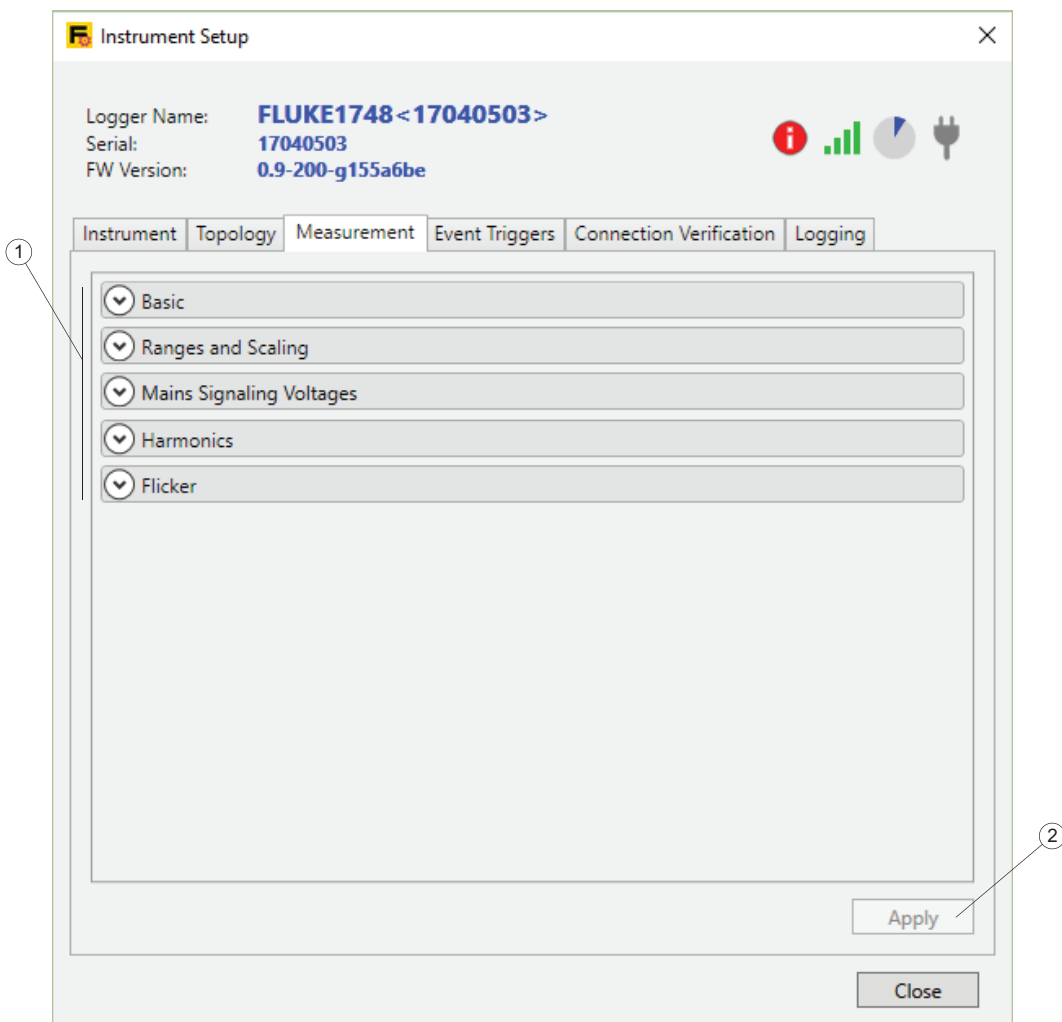 Instrument Setup
Logger Name: FLUKE1748<17040503>
Serial: 17040503
FW Version: 0.9-200-g155a6be
Instrument Topology Measurement Event Triggers Connection Verification Logging
1
Basic
Ranges and Scaling
Mains Signaling Voltages
Harmonics
Flicker
2
Apply
Close